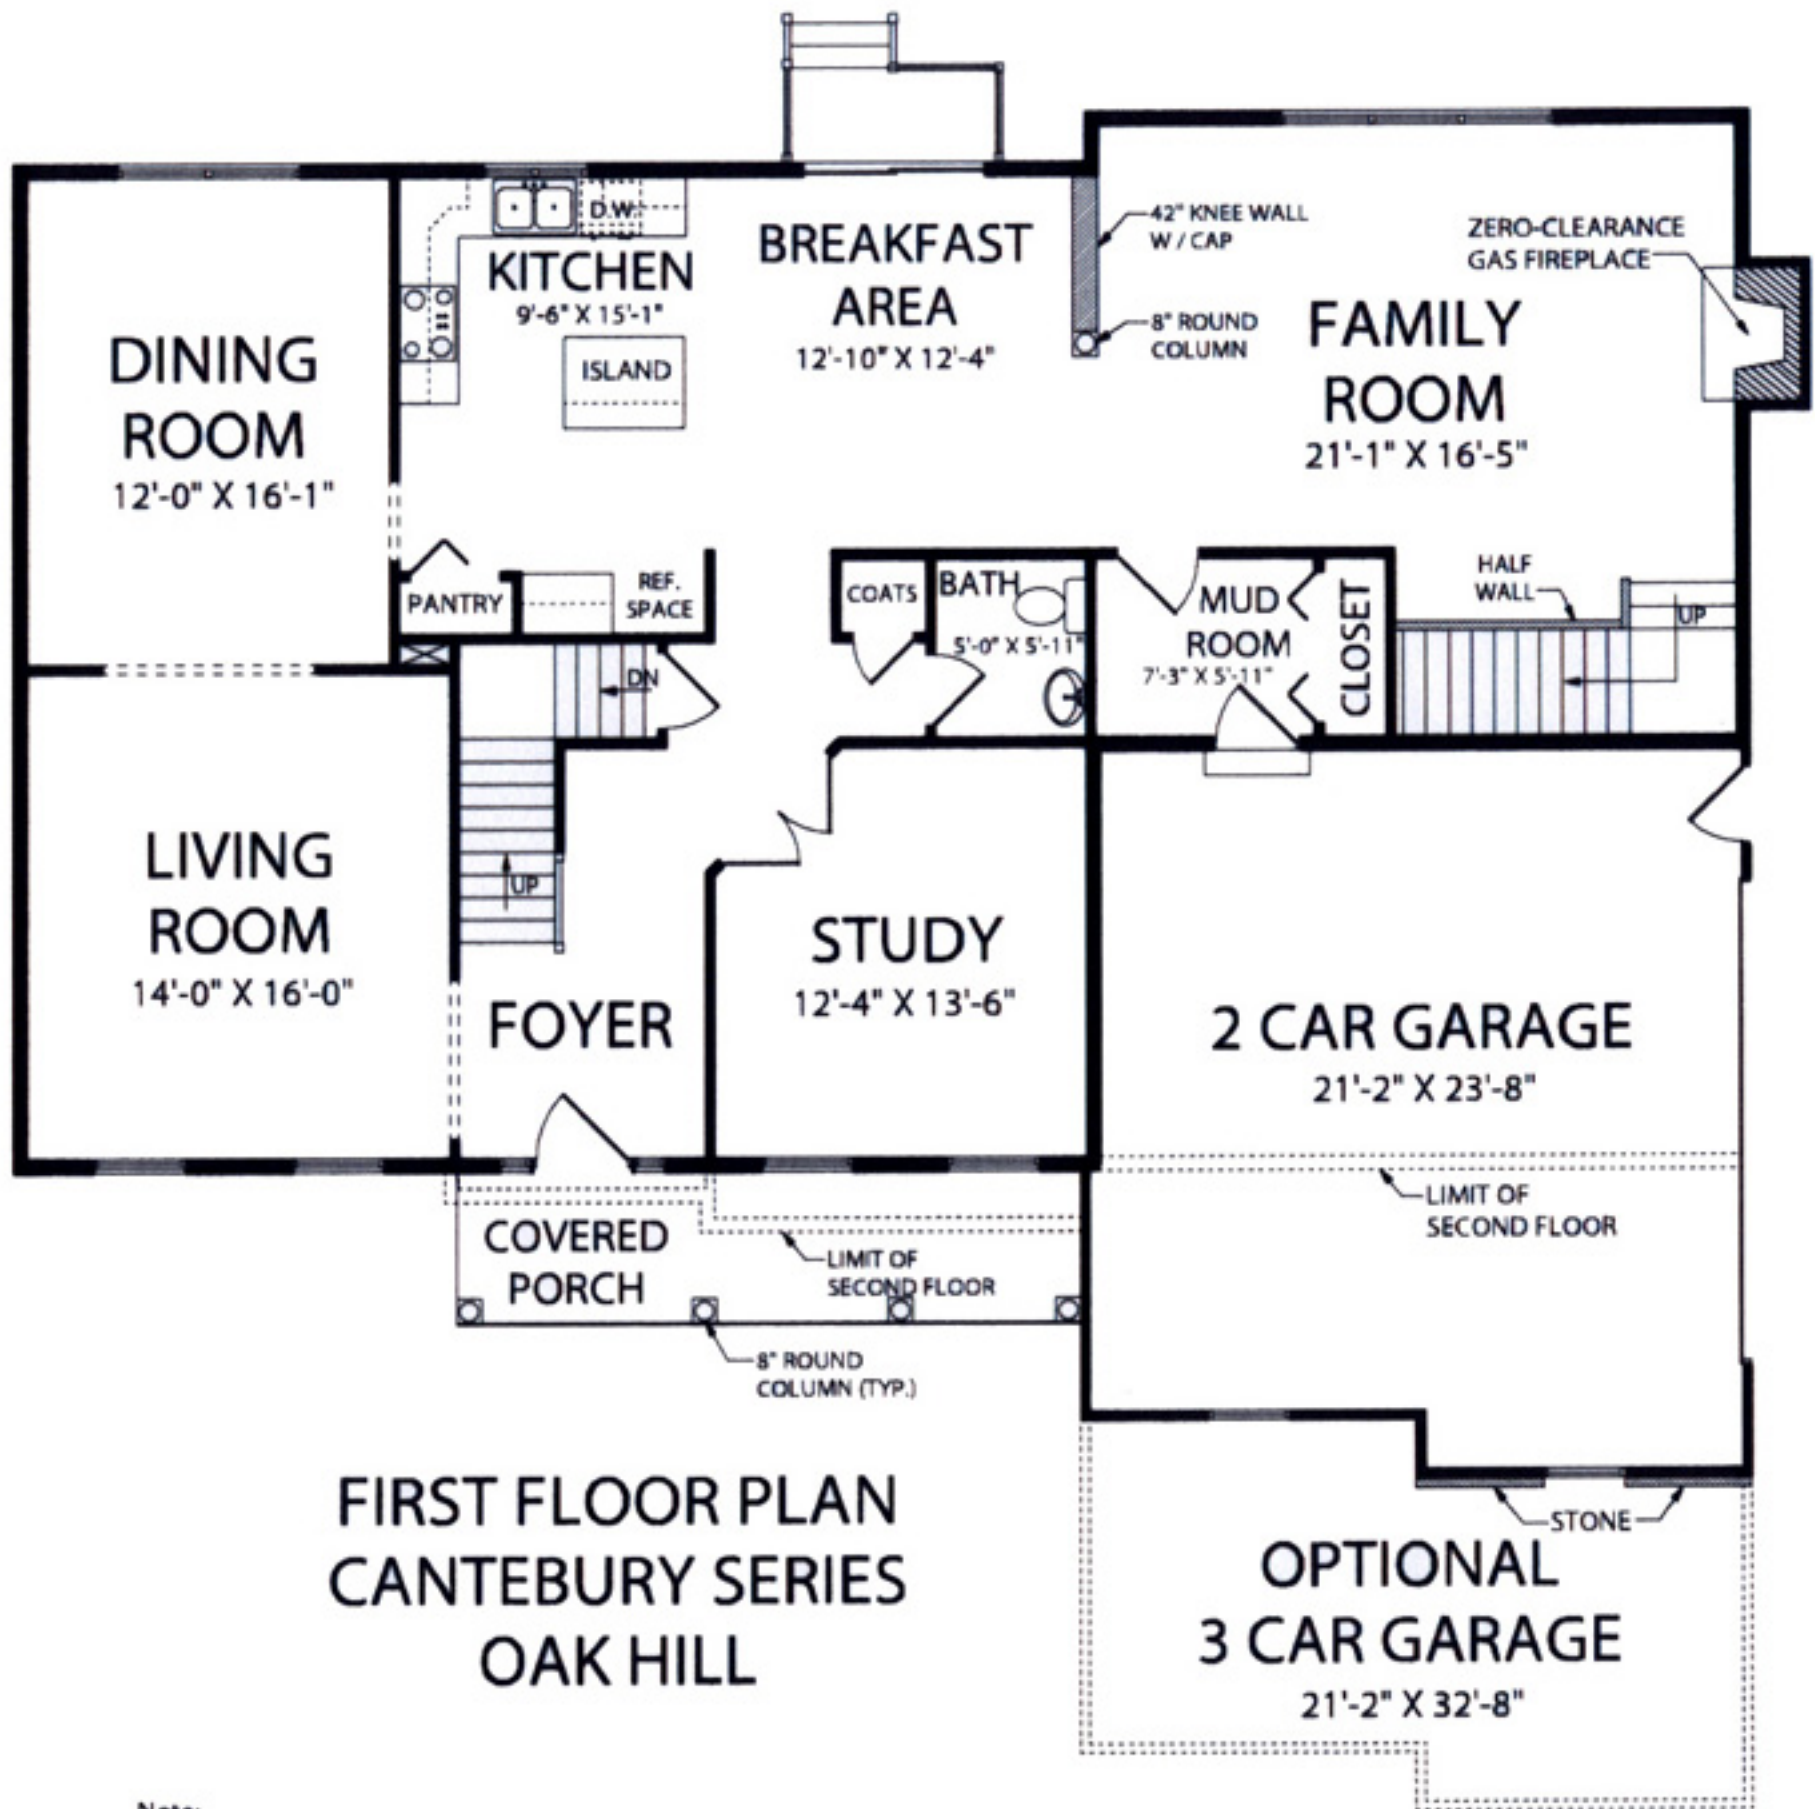 42" KNEE WALL
W / CAP
ZERO-CLEARANCE
GAS FIREPLACE
D.W.
KITCHEN
9'-6" X 15'-1"
ISLAND
BREAKFAST
AREA
12'-10" X 12'-4"
8" ROUND
COLUMN
FAMILY
ROOM
21'-1" X 16'-5"
DINING
ROOM
12'-0" X 16'-1"
PANTRY
REF.
SPACE
COATS
BATH
5'-0" X 5'-11"
MUD
ROOM
7'-3" X 5'-11"
CLOSET
HALF
WALL
UP
DN
LIVING
ROOM
14'-0" X 16'-0"
UP
FOYER
STUDY
12'-4" X 13'-6"
2 CAR GARAGE
21'-2" X 23'-8"
LIMIT OF
SECOND FLOOR
COVERED
PORCH
LIMIT OF
SECOND FLOOR
8" ROUND
COLUMN (TYP.)
STONE
FIRST FLOOR PLAN
CANTEBURY SERIES
OAK HILL
OPTIONAL
3 CAR GARAGE
21'-2" X 32'-8"